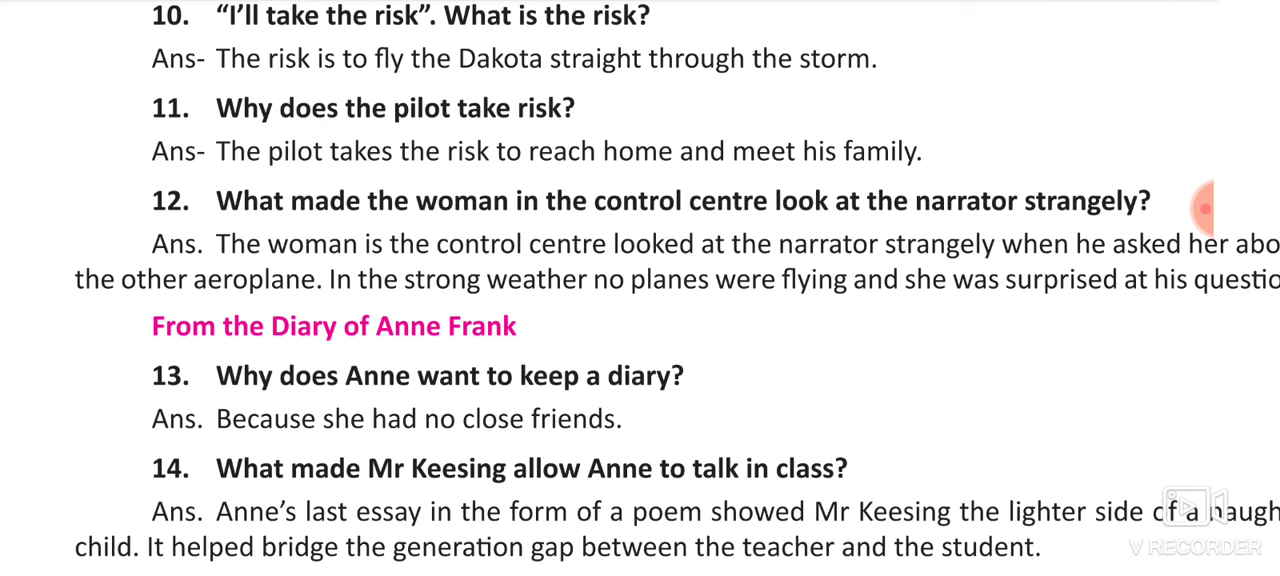 10. “I’ll take the risk”. What is the risk?
Ans- The risk is to fly the Dakota straight through the storm.
11. Why does the pilot take risk?
Ans- The pilot takes the risk to reach home and meet his family.
12. What made the woman in the control centre look at the narrator strangely?
Ans. The woman is the control centre looked at the narrator strangely when he asked her abo
the other aeroplane. In the strong weather no planes were flying and she was surprised at his questio
From the Diary of Anne Frank
13. Why does Anne want to keep a diary?
Ans. Because she had no close friends.
14. What made Mr Keesing allow Anne to talk in class?
Ans. Anne’s last essay in the form of a poem showed Mr Keesing the lighter side of a naugh
child. It helped bridge the generation gap between the teacher and the student.
V RECORDER